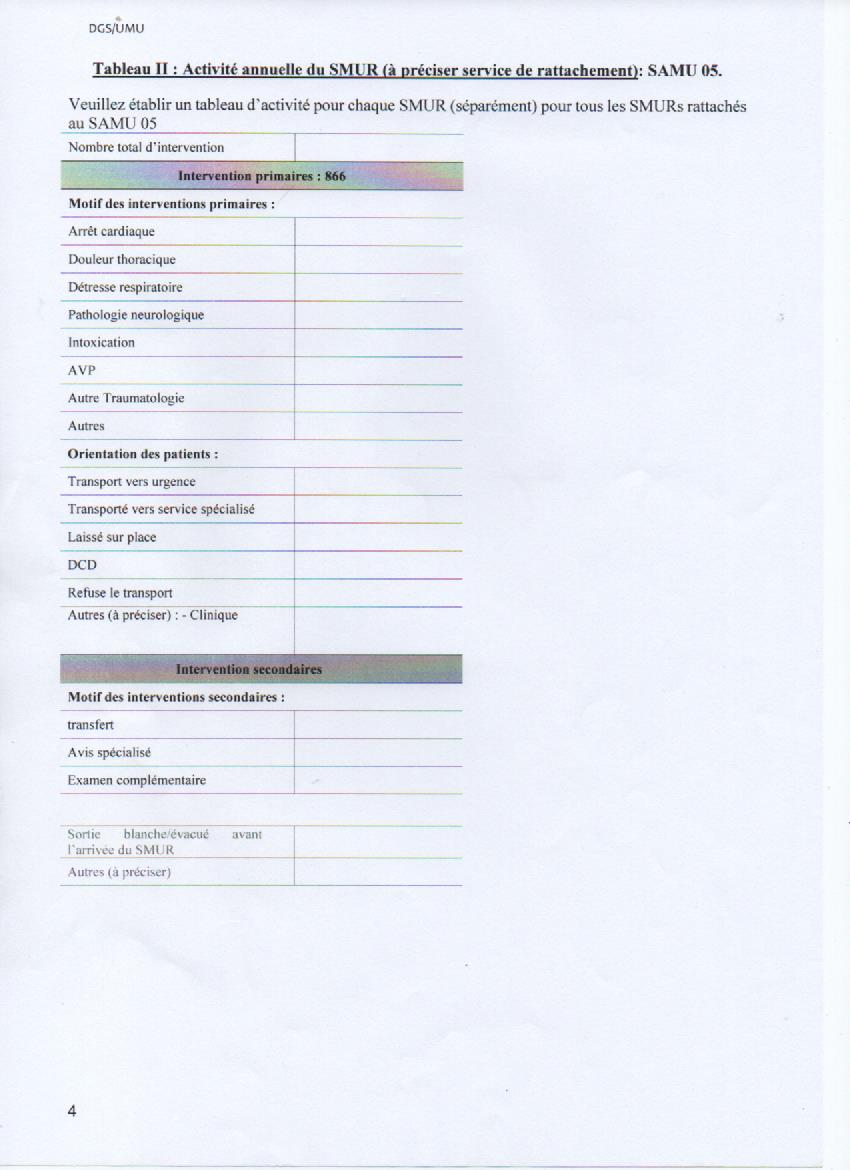 DGS/UMU
Tableau II : Activité annuelle du SMUR (à préciser service de rattachement): SAMU 05.
Veuillez établir un tableau d'activité pour chaque SMUR (séparément) pour tous les SMURs rattachés
au SAMU 05
Nombre total d'intervention
Intervention primaires : 866
Motif des interventions primaires :
Arrêt cardiaque
Douleur thoracique
Détresse respiratoire
Pathologie neurologique
Intoxication
AVP
Autre Traumatologie
Autres
Orientation des patients :
Transport vers urgence
Transporté vers service spécialisé
Laissé sur place
DCD
Refuse le transport
Autres (à préciser) : - Clinique
Intervention secondaires
Motif des interventions secondaires :
transfert
Avis spécialisé
Examen complémentaire
Sortie blanche/évacué avant
l'arrivée du SMUR
Autres (à préciser)
4